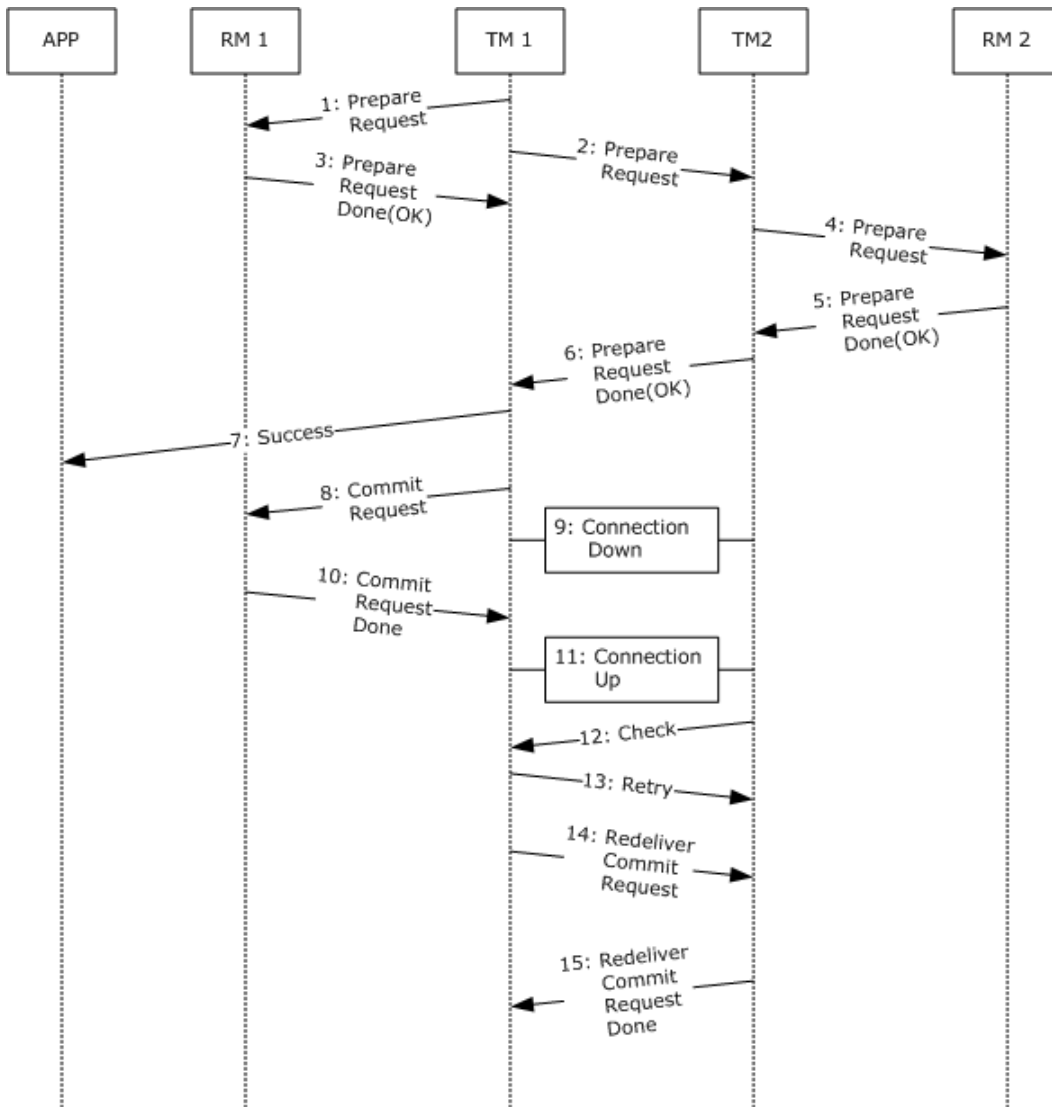 APP
RM 1
TM 1
TM2
RM 2
1: Prepare
Request
2: Prepare
Request
3: Prepare
Request
Done(OK)
4: Prepare
Request
5: Prepare
Request
Done(OK)
6: Prepare
Request
Done(OK)
7: Success
8: Commit
Request
9: Connection
Down
10: Commit
Request
Done
11: Connection
Up
12: Check
13: Retry
14: Redeliver
Commit
Request
15: Redeliver
Commit
Request
Done